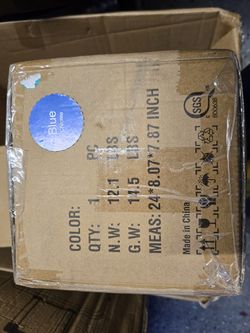 Blue
COLOR:
QTY: 1 PC
N.W: 12.1 LBS
G.W: 14.5 LBS
MEAS: 24*8.07*7.87 INCH
Made in China
SGS